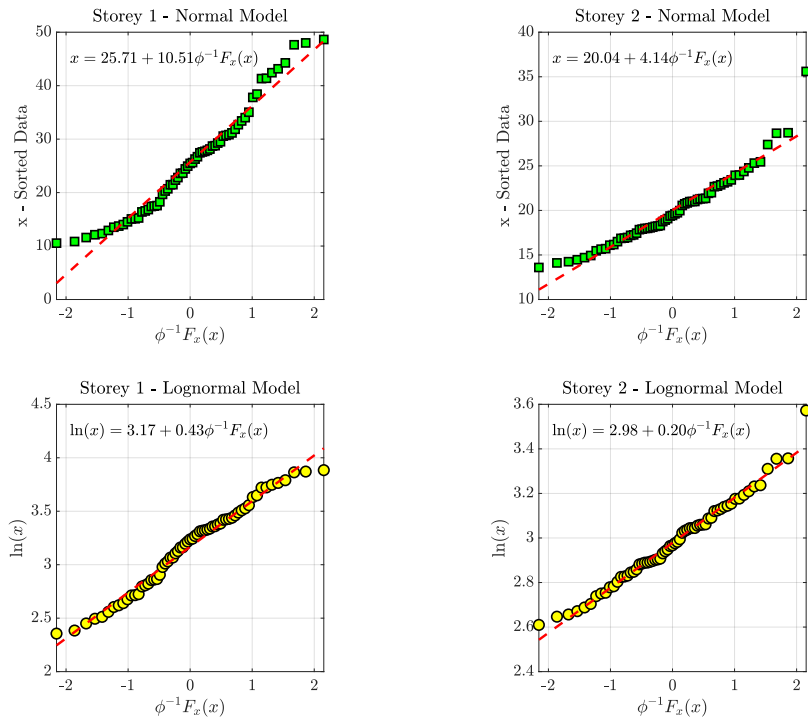 Storey 1 - Normal Model
x = 25.71 + 10.51ϕ⁻¹Fₓ(x)
x - Sorted Data
50
40
30
20
10
0
-2 -1 0 1 2
ϕ⁻¹Fₓ(x)
Storey 2 - Normal Model
x = 20.04 + 4.14ϕ⁻¹Fₓ(x)
x - Sorted Data
40
35
30
25
20
15
10
-2 -1 0 1 2
ϕ⁻¹Fₓ(x)
Storey 1 - Lognormal Model
ln(x) = 3.17 + 0.43ϕ⁻¹Fₓ(x)
ln(x)
4.5
4
3.5
3
2.5
2
-2 -1 0 1 2
ϕ⁻¹Fₓ(x)
Storey 2 - Lognormal Model
ln(x) = 2.98 + 0.20ϕ⁻¹Fₓ(x)
ln(x)
3.6
3.4
3.2
3
2.8
2.6
2.4
-2 -1 0 1 2
ϕ⁻¹Fₓ(x)